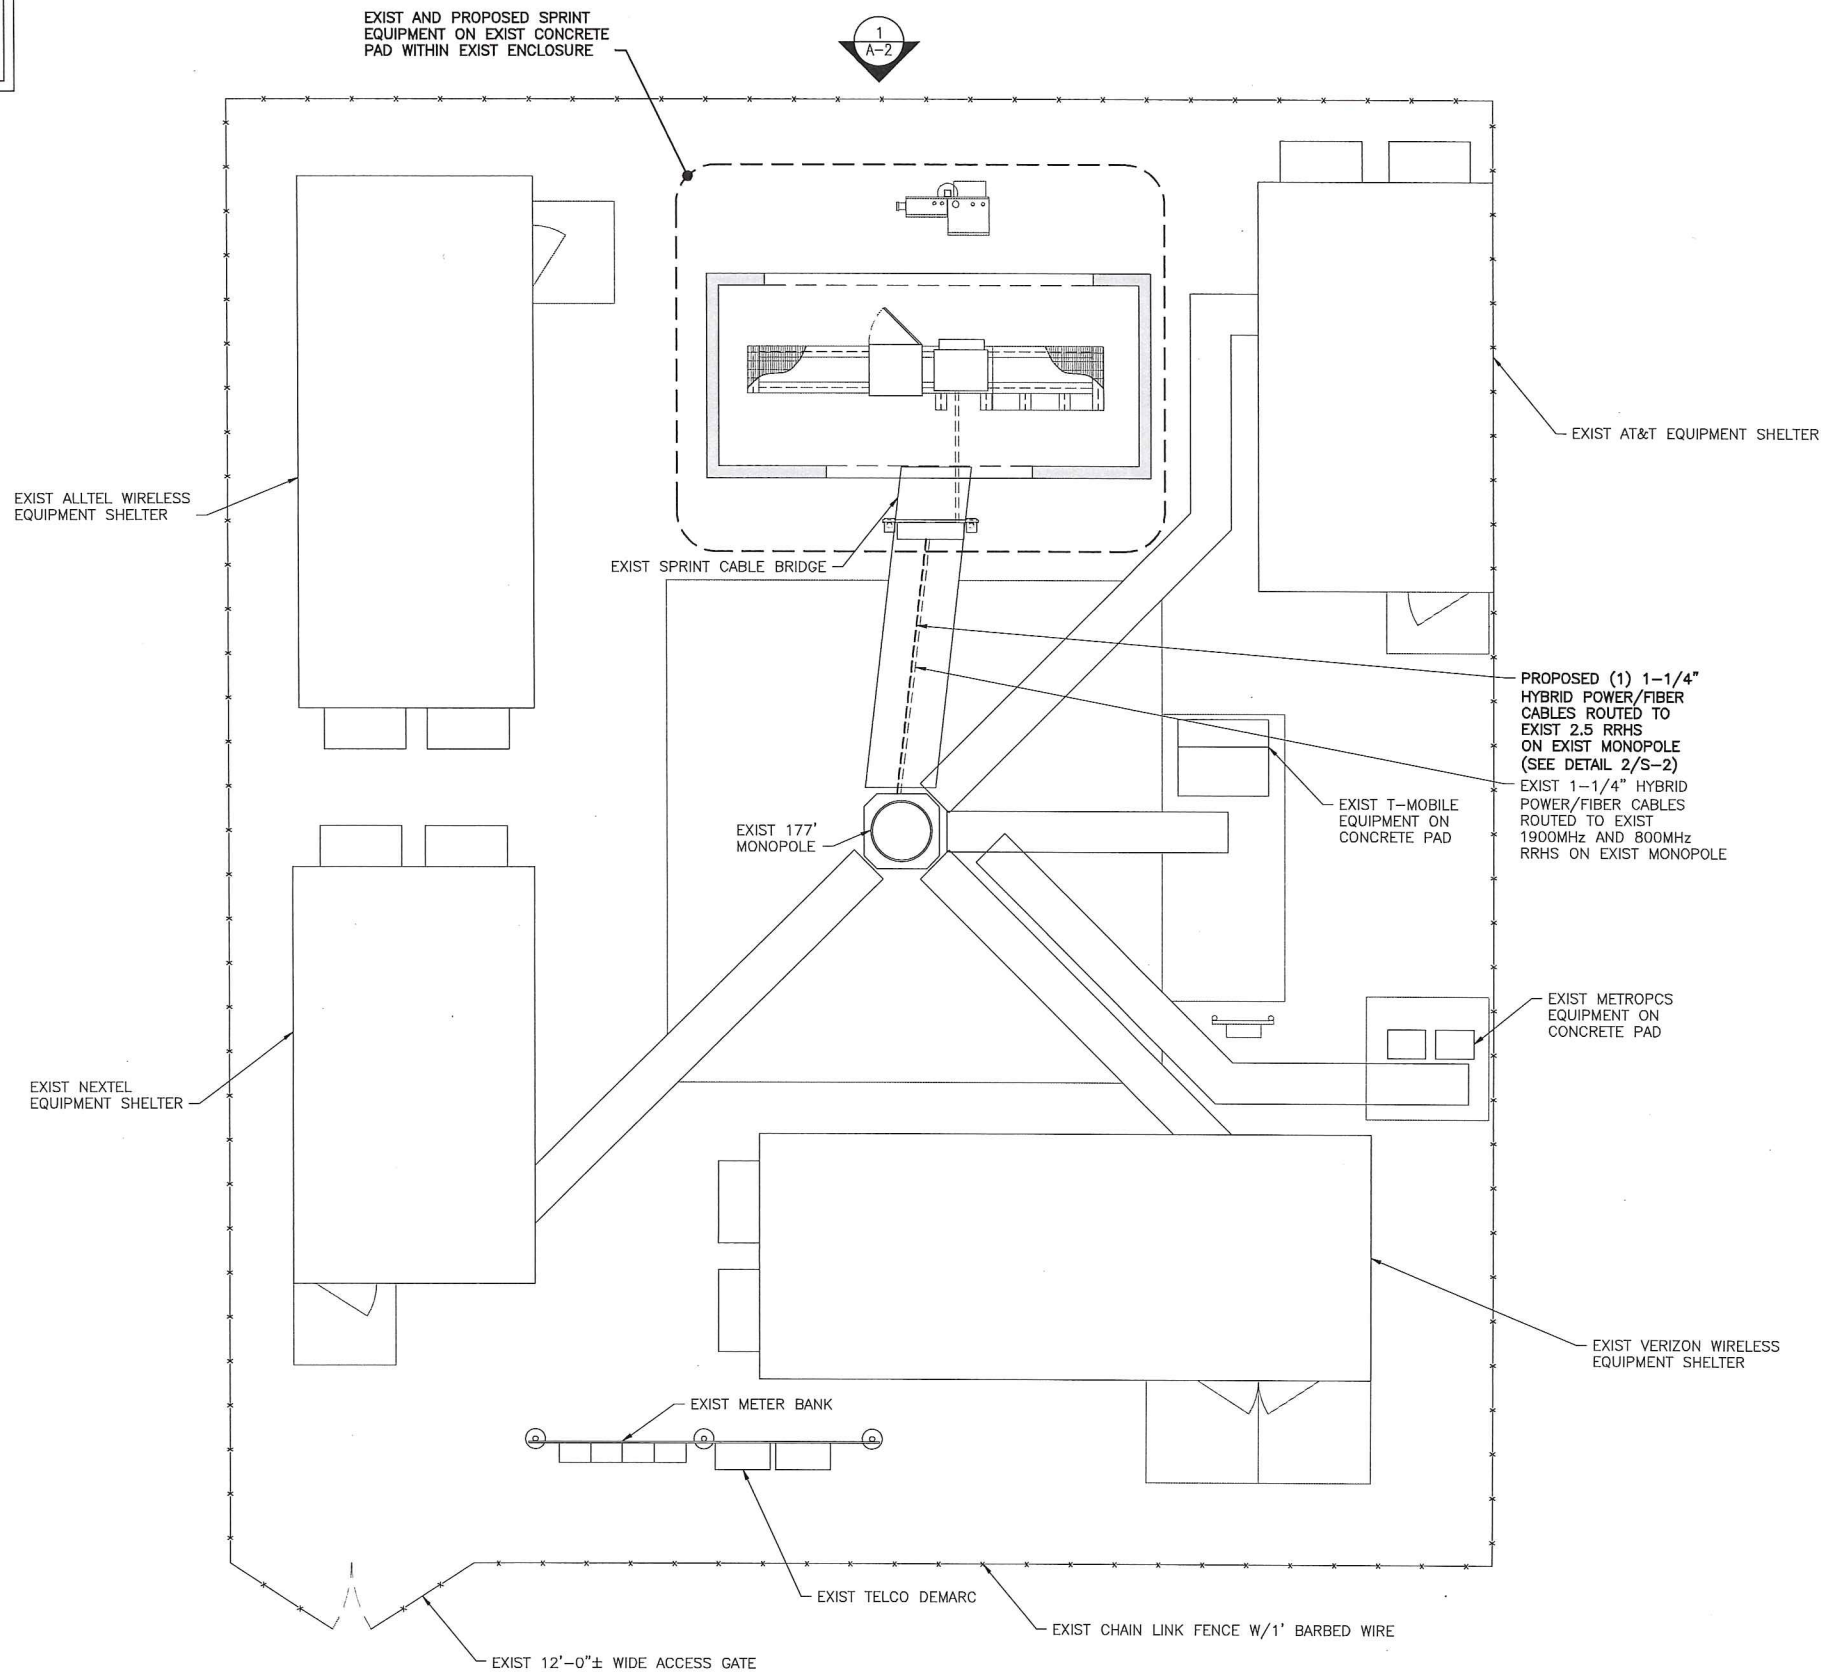 EXIST AND PROPOSED SPRINT
EQUIPMENT ON EXIST CONCRETE
PAD WITHIN EXIST ENCLOSURE
1
A-2
EXIST AT&T EQUIPMENT SHELTER
EXIST ALLTEL WIRELESS
EQUIPMENT SHELTER
EXIST SPRINT CABLE BRIDGE
PROPOSED (1) 1-1/4"
HYBRID POWER/FIBER
CABLES ROUTED TO
EXIST 2.5 RRHS
ON EXIST MONOPOLE
(SEE DETAIL 2/S-2)
EXIST 1-1/4" HYBRID
POWER/FIBER CABLES
ROUTED TO EXIST
1900MHz AND 800MHz
RRHS ON EXIST MONOPOLE
EXIST T-MOBILE
EQUIPMENT ON
CONCRETE PAD
EXIST 177'
MONOPOLE
EXIST METROPCS
EQUIPMENT ON
CONCRETE PAD
EXIST NEXTEL
EQUIPMENT SHELTER
EXIST VERIZON WIRELESS
EQUIPMENT SHELTER
EXIST METER BANK
EXIST TELCO DEMARC
EXIST CHAIN LINK FENCE W/1' BARBED WIRE
EXIST 12'-0"± WIDE ACCESS GATE